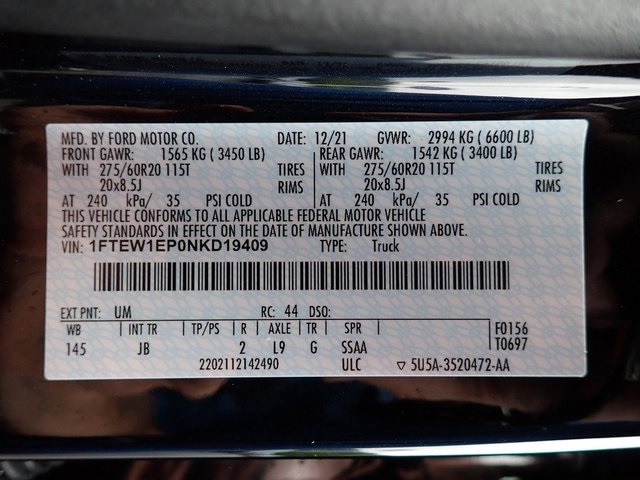 MFD. BY FORD MOTOR CO. DATE: 12/21 GVWR: 2994 KG ( 6600 LB)
FRONT GAWR: 1565 KG ( 3450 LB) REAR GAWR: 1542 KG ( 3400 LB)
WITH 275/60R20 115T TIRES WITH 275/60R20 115T TIRES
20x8.5J RIMS 20x8.5J RIMS
AT 240 kPa/ 35 PSI COLD AT 240 kPa/ 35 PSI COLD
THIS VEHICLE CONFORMS TO ALL APPLICABLE FEDERAL MOTOR VEHICLE
SAFETY STANDARDS IN EFFECT ON THE DATE OF MANUFACTURE SHOWN ABOVE.
VIN: 1FTEW1EP0NKD19409 TYPE: Truck
EXT PNT: UM RC: 44 DSO:
WB INT TR TP/PS R AXLE TR SPR F0156
145 JB 2 L9 G SSAA T0697
2202112142490 ULC ▽ 5U5A-3520472-AA